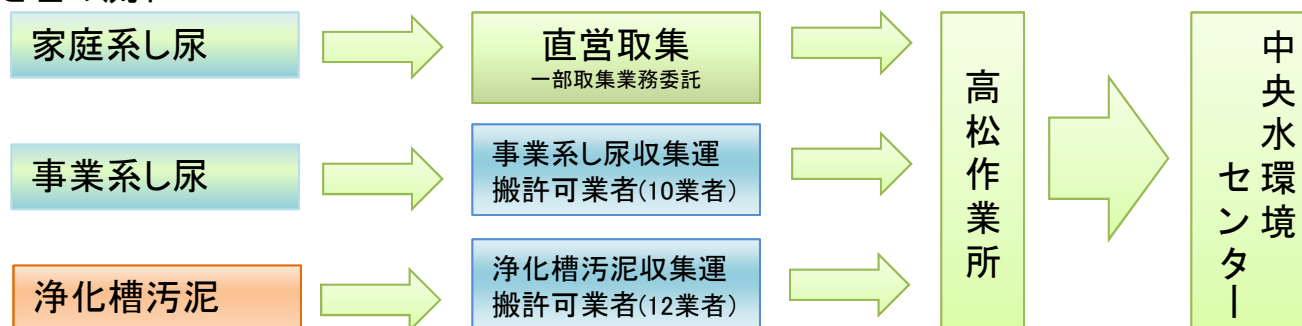 家庭系し尿
直営取集
一部取集業務委託
事業系し尿
事業系し尿収集運
搬許可業者(10業者)
浄化槽汚泥
浄化槽汚泥収集運
搬許可業者(12業者)
高松作業所
中央水環境
センター